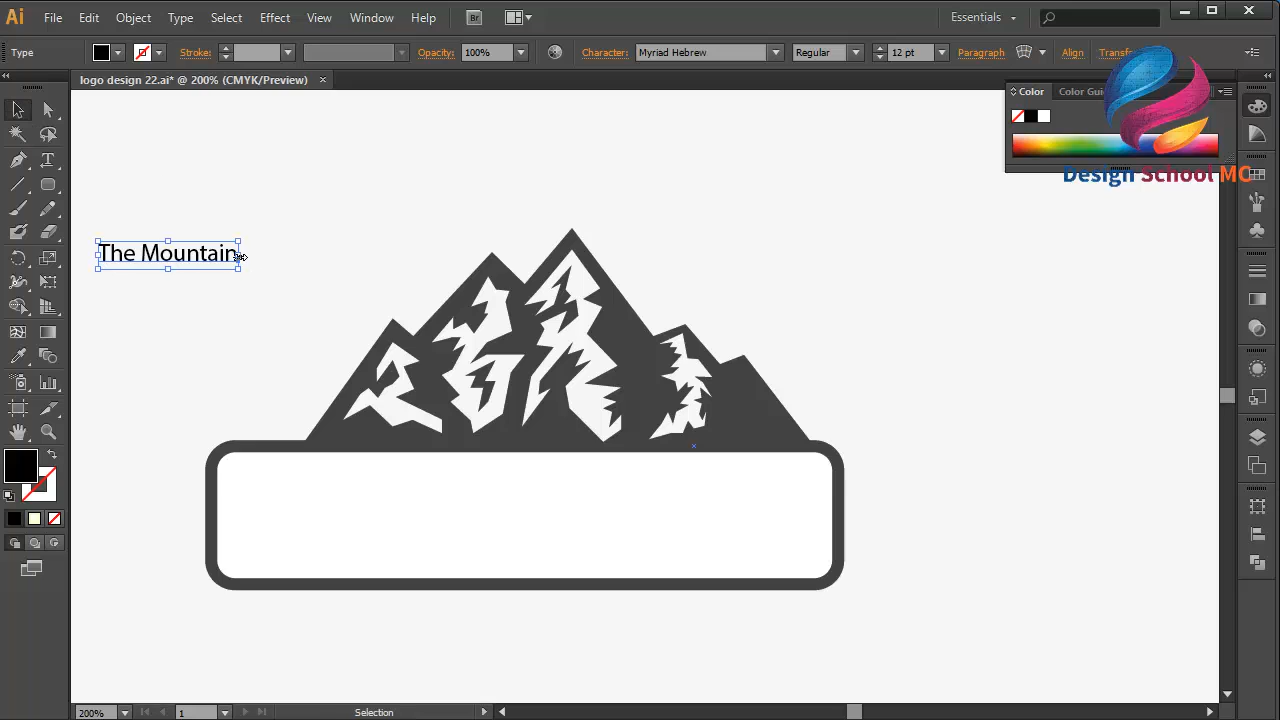 Ai File Edit Object Type Select Effect View Window Help Br Essentials
Type Stroke: Opacity: 100% Character: Myriad Hebrew Regular 12 pt Paragraph Align Transf
logo design 22.ai* @ 200% (CMYK/Preview)
Color Color Gui
Design School MC
The Mountain
200% 1 Selection